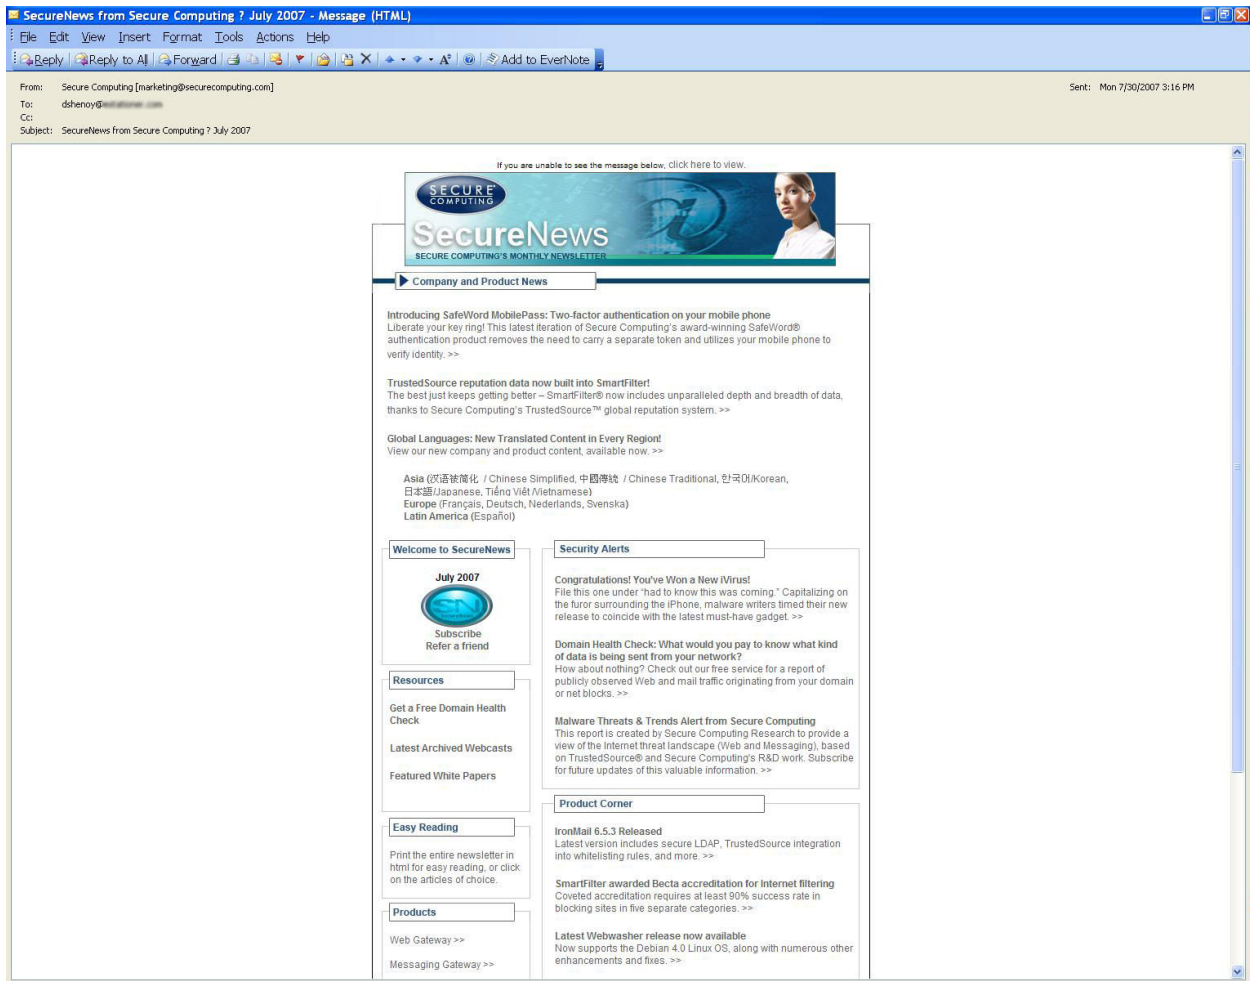 SecureNews from Secure Computing ? July 2007 - Message (HTML)
File Edit View Insert Format Tools Actions Help
Reply Reply to All Forward Add to EverNote
From: Secure Computing [marketing@securecomputing.com] Sent: Mon 7/30/2007 3:16 PM
To: dshenoy@
Cc:
Subject: SecureNews from Secure Computing ? July 2007
If you are unable to see the message below, click here to view.
SECURE
COMPUTING
SecureNews
SECURE COMPUTING'S MONTHLY NEWSLETTER
Company and Product News
Introducing SafeWord MobilePass: Two-factor authentication on your mobile phone
Liberate your key ring! This latest iteration of Secure Computing's award-winning SafeWord®
authentication product removes the need to carry a separate token and utilizes your mobile phone to
verify identity. >>
TrustedSource reputation data now built into SmartFilter!
The best just keeps getting better – SmartFilter® now includes unparalleled depth and breadth of data,
thanks to Secure Computing's TrustedSource™ global reputation system. >>
Global Languages: New Translated Content in Every Region!
View our new company and product content, available now. >>
Asia (汉语被简化 / Chinese Simplified, 中國傳統 / Chinese Traditional, 한국어/Korean,
日本語/Japanese, Tiếng Việt/Vietnamese)
Europe (Français, Deutsch, Nederlands, Svenska)
Latin America (Español)
Welcome to SecureNews
July 2007
SN
Subscribe
Refer a friend
Resources
Get a Free Domain Health
Check
Latest Archived Webcasts
Featured White Papers
Easy Reading
Print the entire newsletter in
html for easy reading, or click
on the articles of choice.
Products
Web Gateway >>
Messaging Gateway >>
Security Alerts
Congratulations! You've Won a New iVirus!
File this one under "had to know this was coming." Capitalizing on
the furor surrounding the iPhone, malware writers timed their new
release to coincide with the latest must-have gadget. >>
Domain Health Check: What would you pay to know what kind
of data is being sent from your network?
How about nothing? Check out our free service for a report of
publicly observed Web and mail traffic originating from your domain
or net blocks. >>
Malware Threats & Trends Alert from Secure Computing
This report is created by Secure Computing Research to provide a
view of the Internet threat landscape (Web and Messaging), based
on TrustedSource® and Secure Computing's R&D work. Subscribe
for future updates of this valuable information. >>
Product Corner
IronMail 6.5.3 Released
Latest version includes secure LDAP, TrustedSource integration
into whitelisting rules, and more. >>
SmartFilter awarded Becta accreditation for Internet filtering
Coveted accreditation requires at least 90% success rate in
blocking sites in five separate categories. >>
Latest Webwasher release now available
Now supports the Debian 4.0 Linux OS, along with numerous other
enhancements and fixes. >>